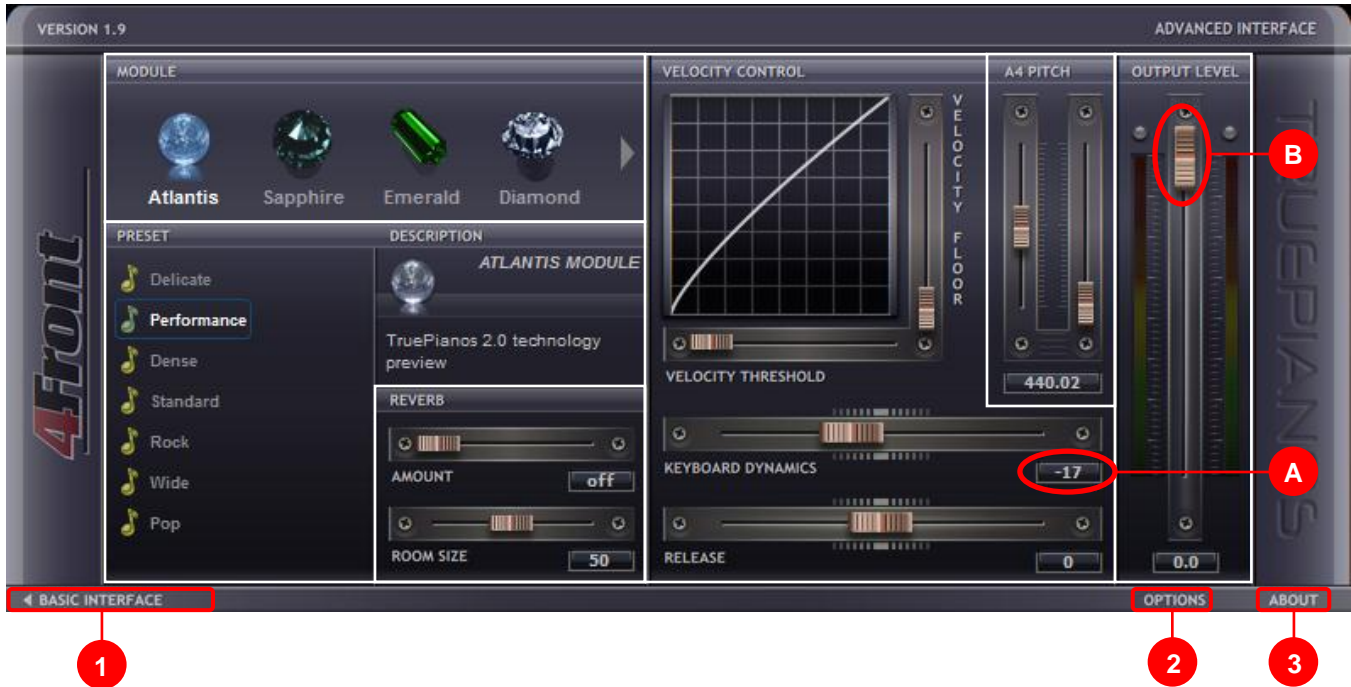 VERSION 1.9
ADVANCED INTERFACE
MODULE
Atlantis
Sapphire
Emerald
Diamond
PRESET
Delicate
Performance
Dense
Standard
Rock
Wide
Pop
DESCRIPTION
ATLANTIS MODULE
TruePianos 2.0 technology
preview
REVERB
AMOUNT
off
ROOM SIZE
50
VELOCITY CONTROL
VELOCITY FLOOR
VELOCITY THRESHOLD
A4 PITCH
440.02
KEYBOARD DYNAMICS
-17
RELEASE
0
OUTPUT LEVEL
0.0
B
A
4Front
TRUEPIANOS
BASIC INTERFACE
OPTIONS
ABOUT
1
2
3